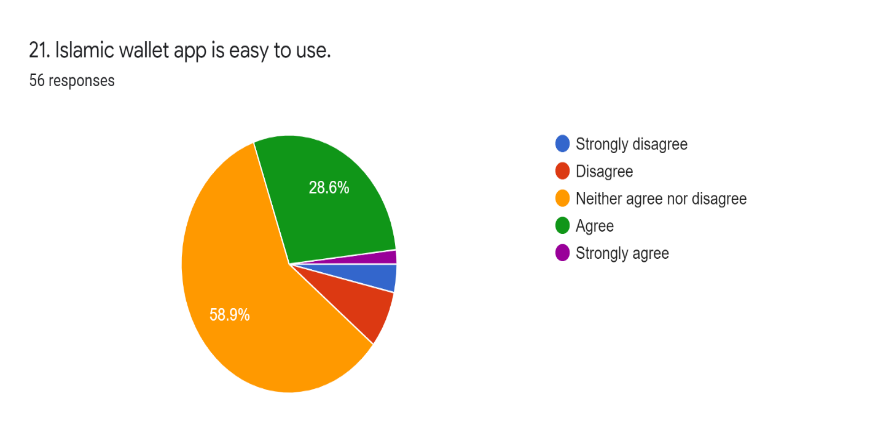 21. Islamic wallet app is easy to use.
56 responses
28.6%
58.9%
Strongly disagree
Disagree
Neither agree nor disagree
Agree
Strongly agree